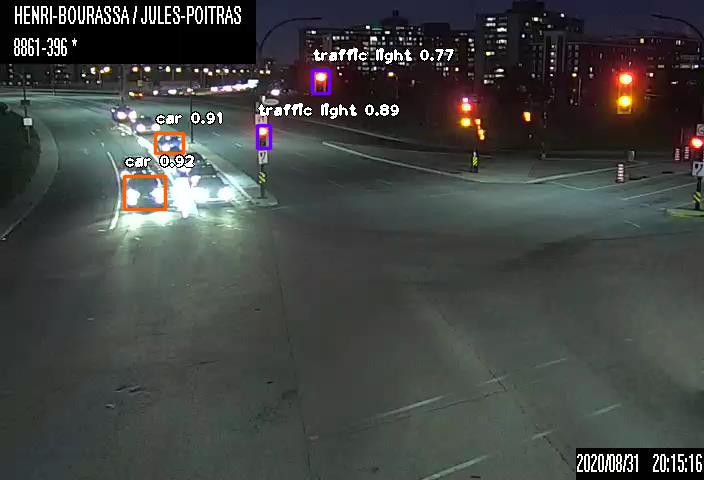 HENRI-BOURASSA / JULES-POITRAS
8861-396 *
traffic light 0.77
traffic light 0.89
car 0.91
car 0.92
2020/08/31 20:15:16